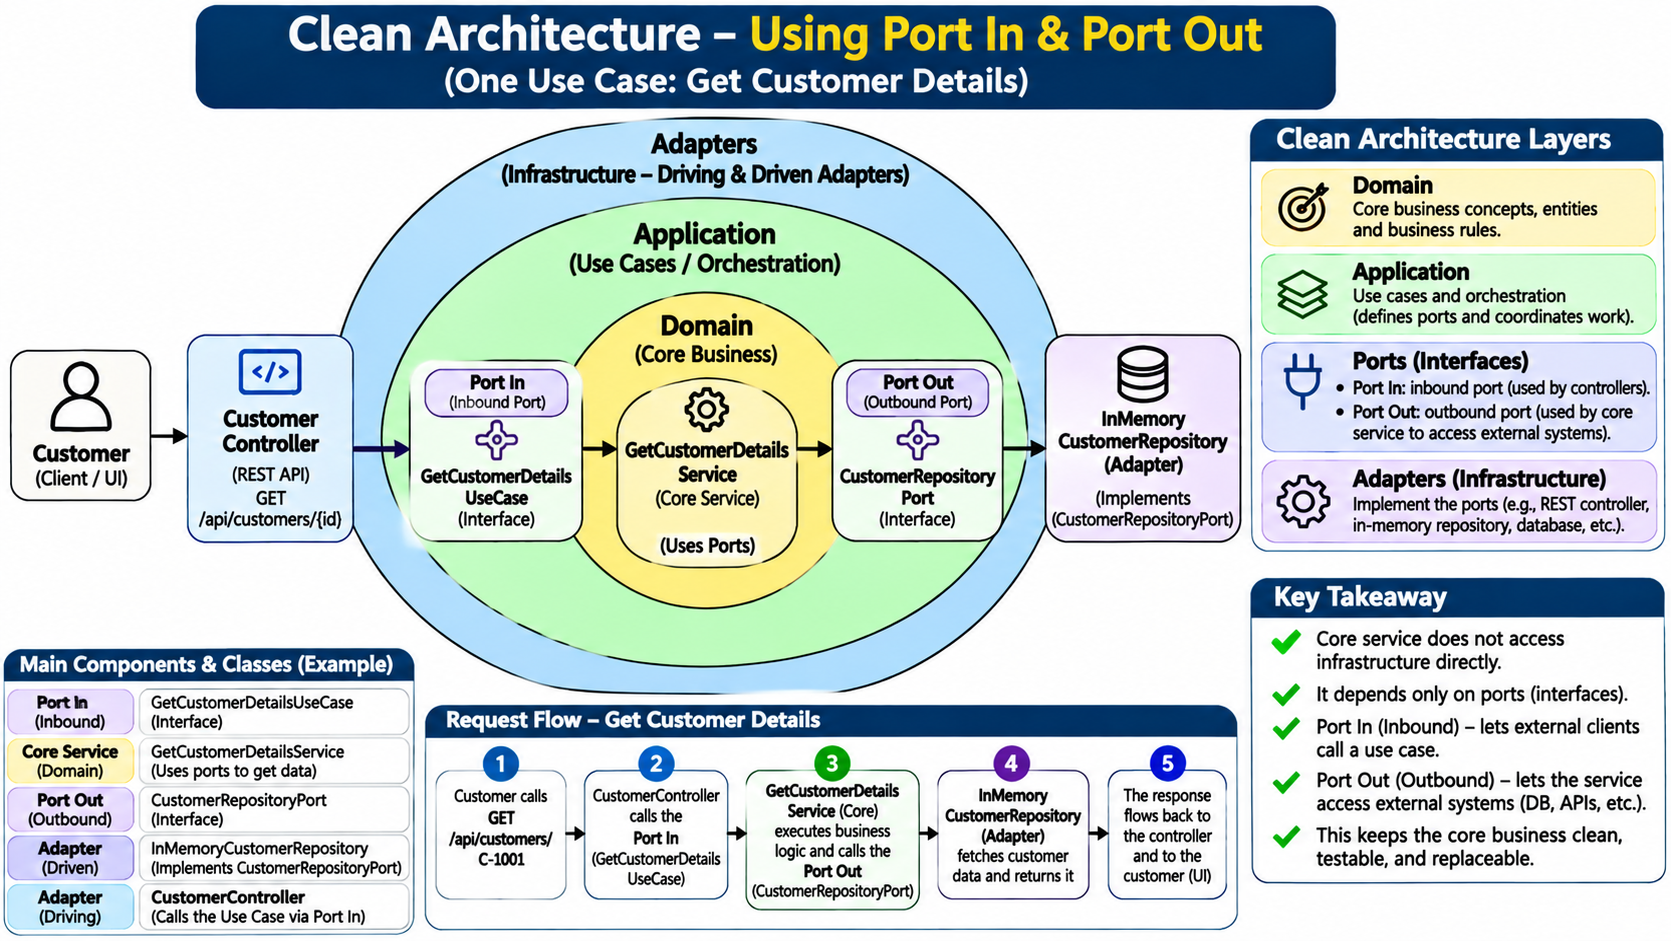 Clean Architecture – Using Port In & Port Out
(One Use Case: Get Customer Details)
Adapters
(Infrastructure – Driving & Driven Adapters)
Application
(Use Cases / Orchestration)
Domain
(Core Business)
Customer
(Client / UI)
</>
Customer
Controller
(REST API)
GET
/api/customers/{id}
Port In
(Inbound Port)
GetCustomerDetails
UseCase
(Interface)
GetCustomerDetails
Service
(Core Service)
(Uses Ports)
Port Out
(Outbound Port)
CustomerRepository
Port
(Interface)
InMemory
CustomerRepository
(Adapter)
(Implements
(CustomerRepositoryPort)
Clean Architecture Layers
Domain
Core business concepts, entities
and business rules.
Application
Use cases and orchestration
(defines ports and coordinates work).
Ports (Interfaces)
• Port In: inbound port (used by controllers).
• Port Out: outbound port (used by core
service to access external systems).
Adapters (Infrastructure)
Implement the ports (e.g., REST controller,
in-memory repository, database, etc.).
Key Takeaway
Core service does not access
infrastructure directly.
It depends only on ports (interfaces).
Port In (Inbound) – lets external clients
call a use case.
Port Out (Outbound) – lets the service
access external systems (DB, APIs, etc.).
This keeps the core business clean,
testable, and replaceable.
Main Components & Classes (Example)
Port In
(Inbound)
GetCustomerDetailsUseCase
(Interface)
Core Service
(Domain)
GetCustomerDetailsService
(Uses ports to get data)
Port Out
(Outbound)
CustomerRepositoryPort
(Interface)
Adapter
(Driven)
InMemoryCustomerRepository
(Implements CustomerRepositoryPort)
Adapter
(Driving)
CustomerController
(Calls the Use Case via Port In)
Request Flow – Get Customer Details
1
Customer calls
GET
/api/customers/
C-1001
2
CustomerController
calls the
Port In
(GetCustomerDetails
UseCase)
3
GetCustomerDetails
Service (Core)
executes business
logic and calls the
Port Out
(CustomerRepositoryPort)
4
InMemory
CustomerRepository
(Adapter)
fetches customer
data and returns it
5
The response
flows back to
the controller
and to the
customer (UI)